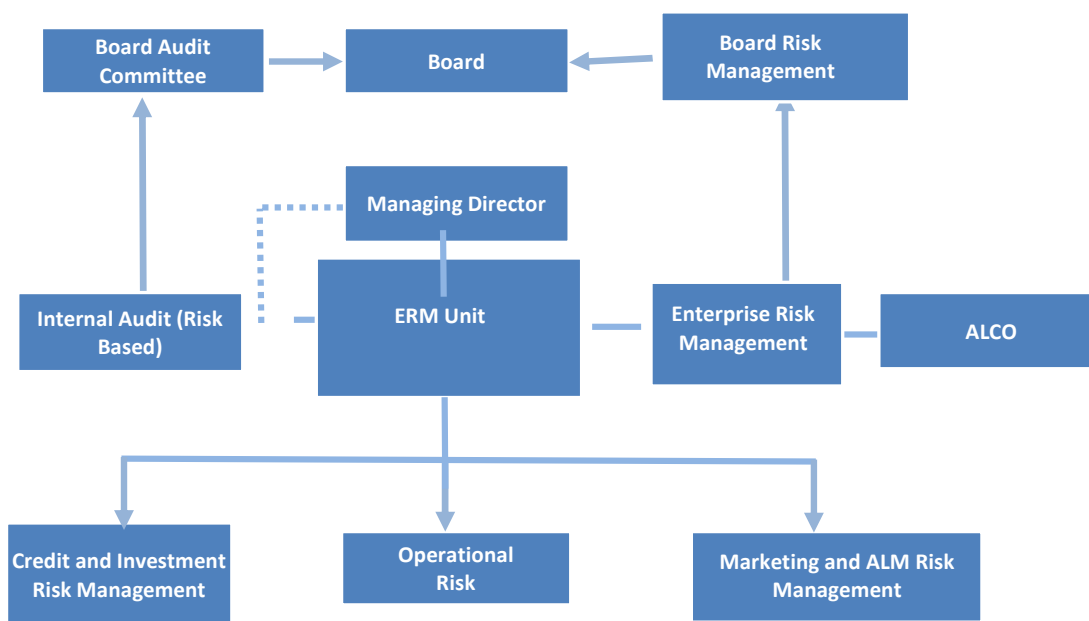 Board Audit
Committee
Board
Board Risk
Management
Managing Director
Internal Audit (Risk
Based)
ERM Unit
Enterprise Risk
Management
ALCO
Credit and Investment
Risk Management
Operational
Risk
Marketing and ALM Risk
Management